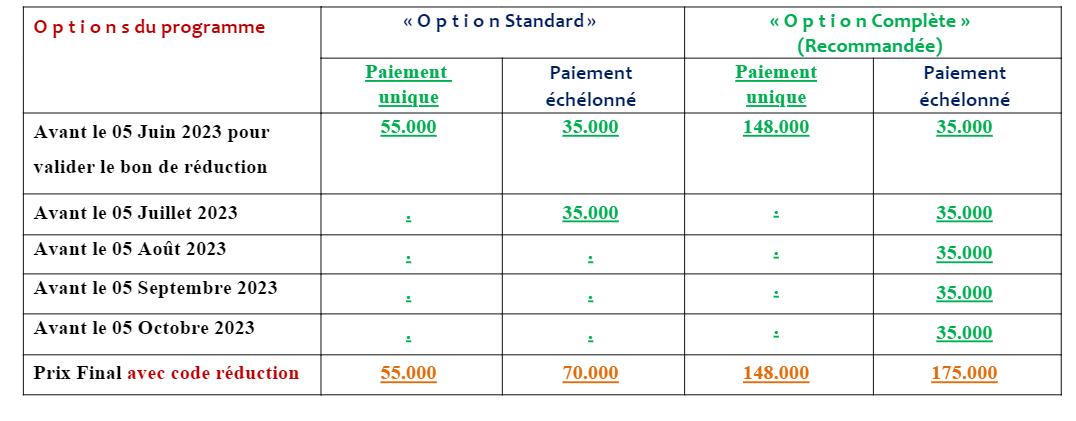 O p t i o n s du programme
« O p t i o n Standard »
« O p t i o n Complète »
(Recommandée)
Paiement
unique
Paiement
échélonné
Paiement
unique
Paiement
échélonné
Avant le 05 Juin 2023 pour
valider le bon de réduction
55.000
35.000
148.000
35.000
Avant le 05 Juillet 2023
.
35.000
.
35.000
Avant le 05 Août 2023
.
.
.
35.000
Avant le 05 Septembre 2023
.
.
.
35.000
Avant le 05 Octobre 2023
.
.
.
35.000
Prix Final avec code réduction
55.000
70.000
148.000
175.000